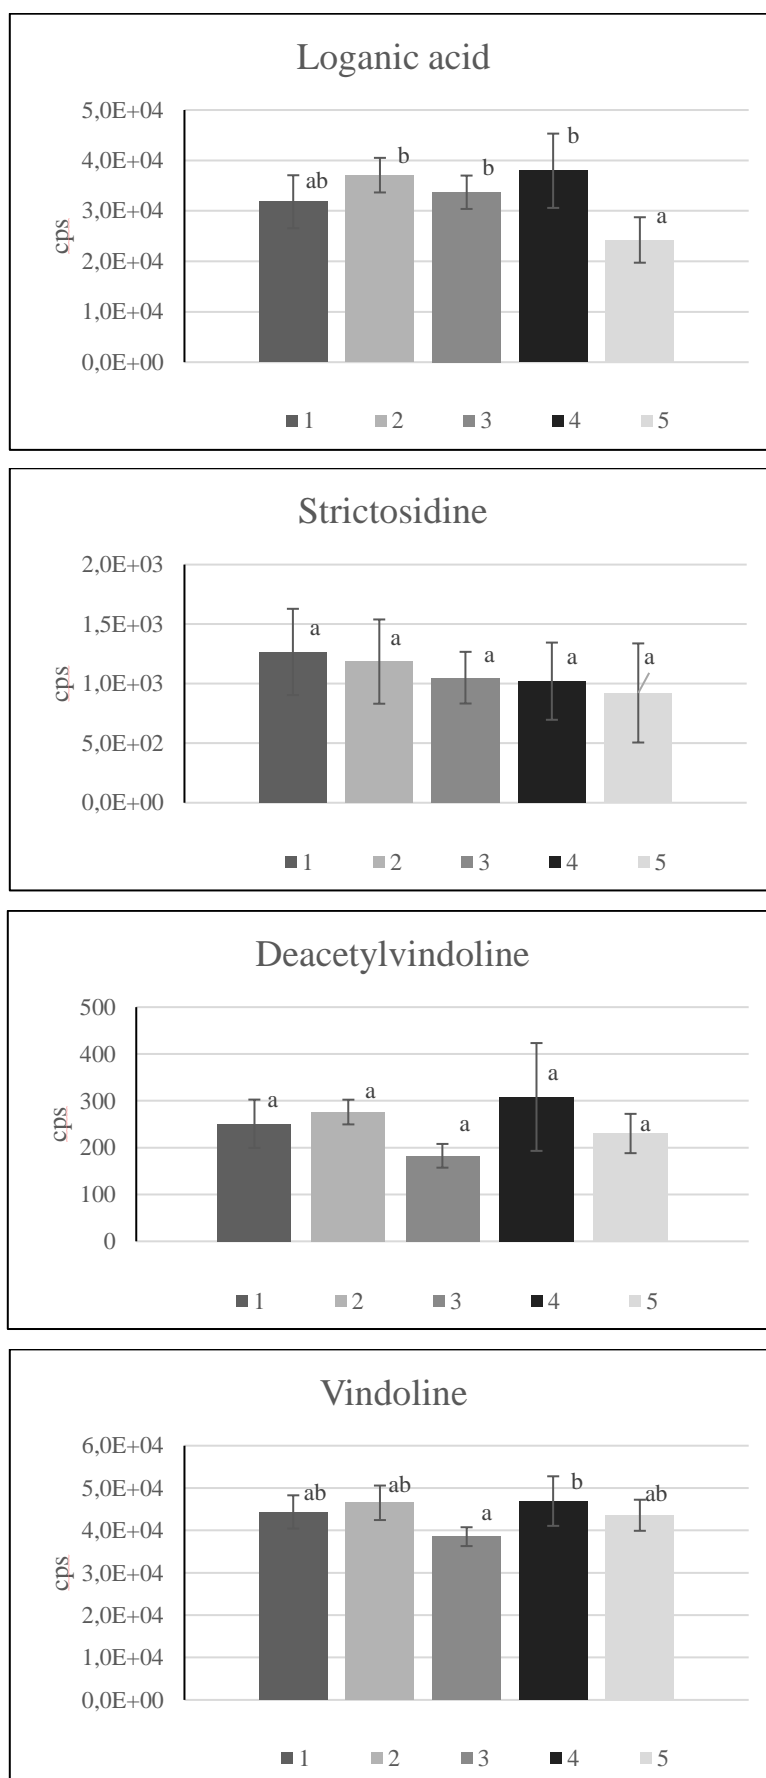 Loganic acid
5,0E+04
4,0E+04
3,0E+04
2,0E+04
1,0E+04
0,0E+00
cps
ab
b
b
b
a
1 2 3 4 5
Strictosidine
2,0E+03
1,5E+03
1,0E+03
5,0E+02
0,0E+00
cps
a
a
a
a
a
1 2 3 4 5
Deacetylvindoline
500
400
300
200
100
0
cps
a
a
a
a
a
1 2 3 4 5
Vindoline
6,0E+04
5,0E+04
4,0E+04
3,0E+04
2,0E+04
1,0E+04
0,0E+00
cps
ab
ab
a
b
ab
1 2 3 4 5